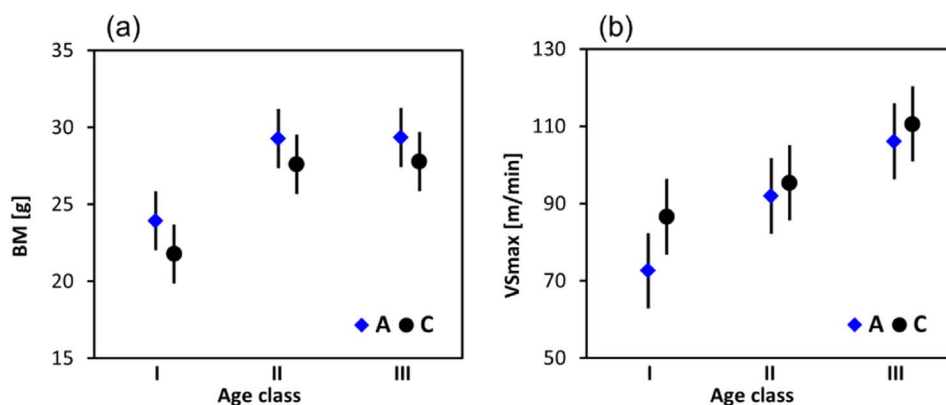 (a)
35
30
25
20
15
BM [g]
A C
I II III
Age class
(b)
130
110
90
70
50
VSmax [m/min]
A C
I II III
Age class